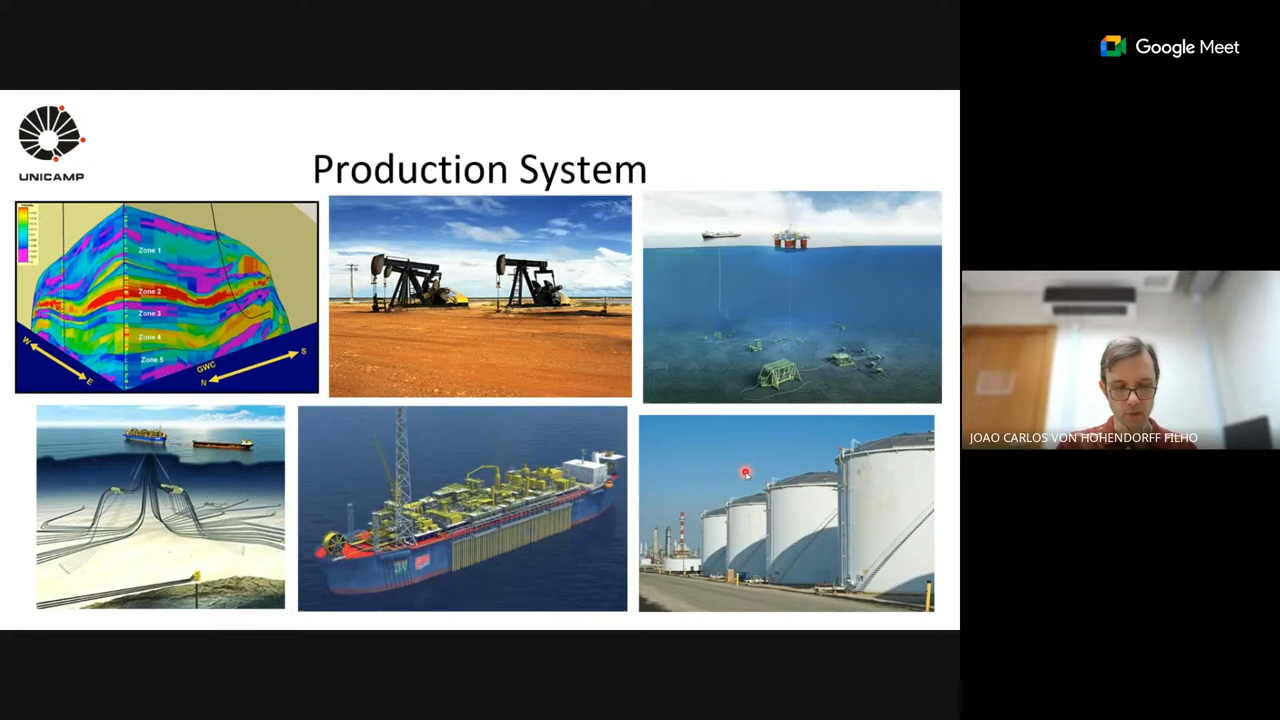 Google Meet
UNICAMP
Production System
Zone 1
Zone 2
Zone 3
Zone 4
Zone 5
GWC
W
E
N
S
JOAO CARLOS VON HOHENDORFF FILHO